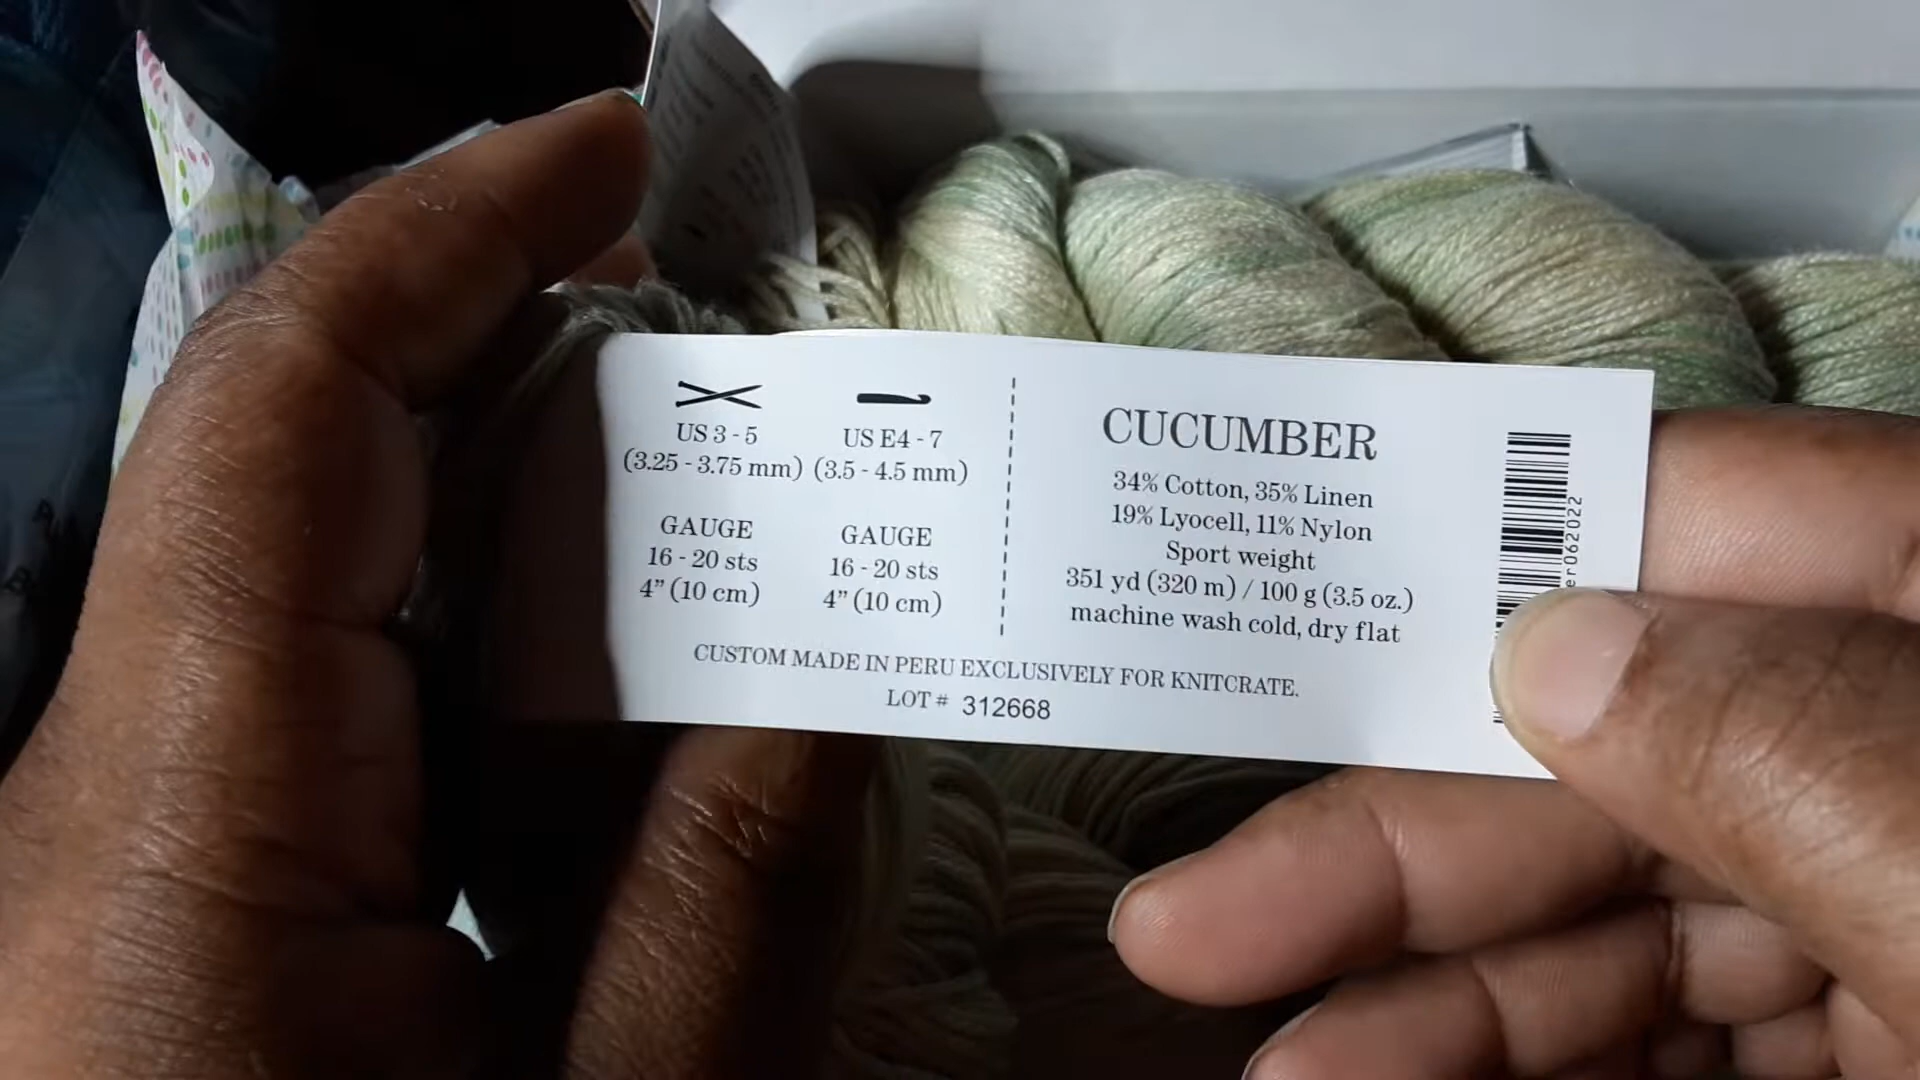 US 3 - 5
(3.25 - 3.75 mm)
GAUGE
16 - 20 sts
4” (10 cm)
US E4 - 7
(3.5 - 4.5 mm)
GAUGE
16 - 20 sts
4” (10 cm)
CUCUMBER
34% Cotton, 35% Linen
19% Lyocell, 11% Nylon
Sport weight
351 yd (320 m) / 100 g (3.5 oz.)
machine wash cold, dry flat
CUSTOM MADE IN PERU EXCLUSIVELY FOR KNITCRATE.
LOT # 312668
er062022